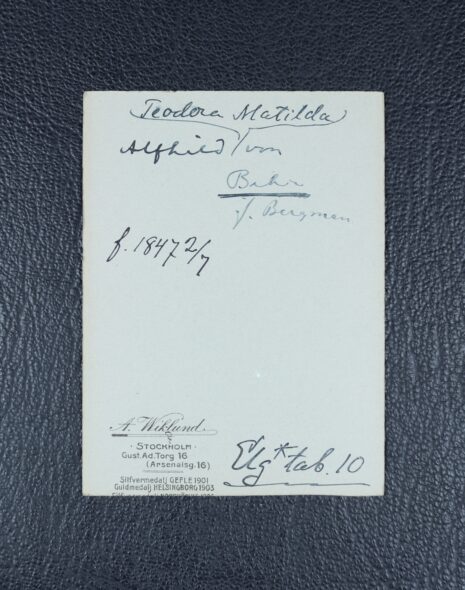 Teodora Matilda
Alfhild von
Bahr
f. Bergman
f. 1847 2/7
A. Wiklund
· STOCKHOLM ·
Gust. Ad. Torg 16
(Arsenalsg. 16)
Silfvermedalj GEFLE 1901
Guldmedalj HELSINGBORG 1903
Elg* tab. 10